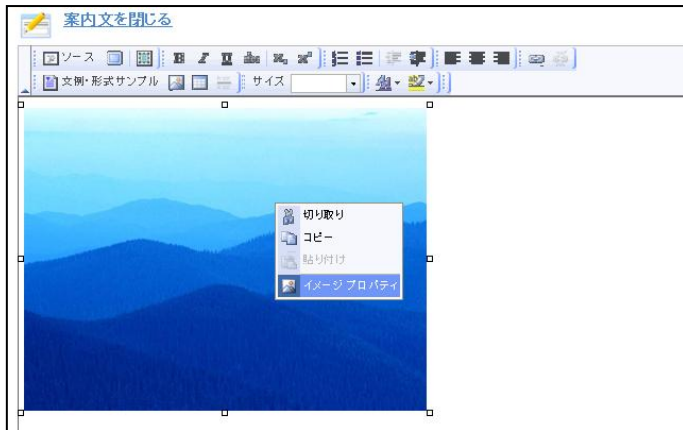 案内文を閉じる
ソース
文例・形式サンプル サイズ
切り取り
コピー
貼り付け
イメージ プロパティ